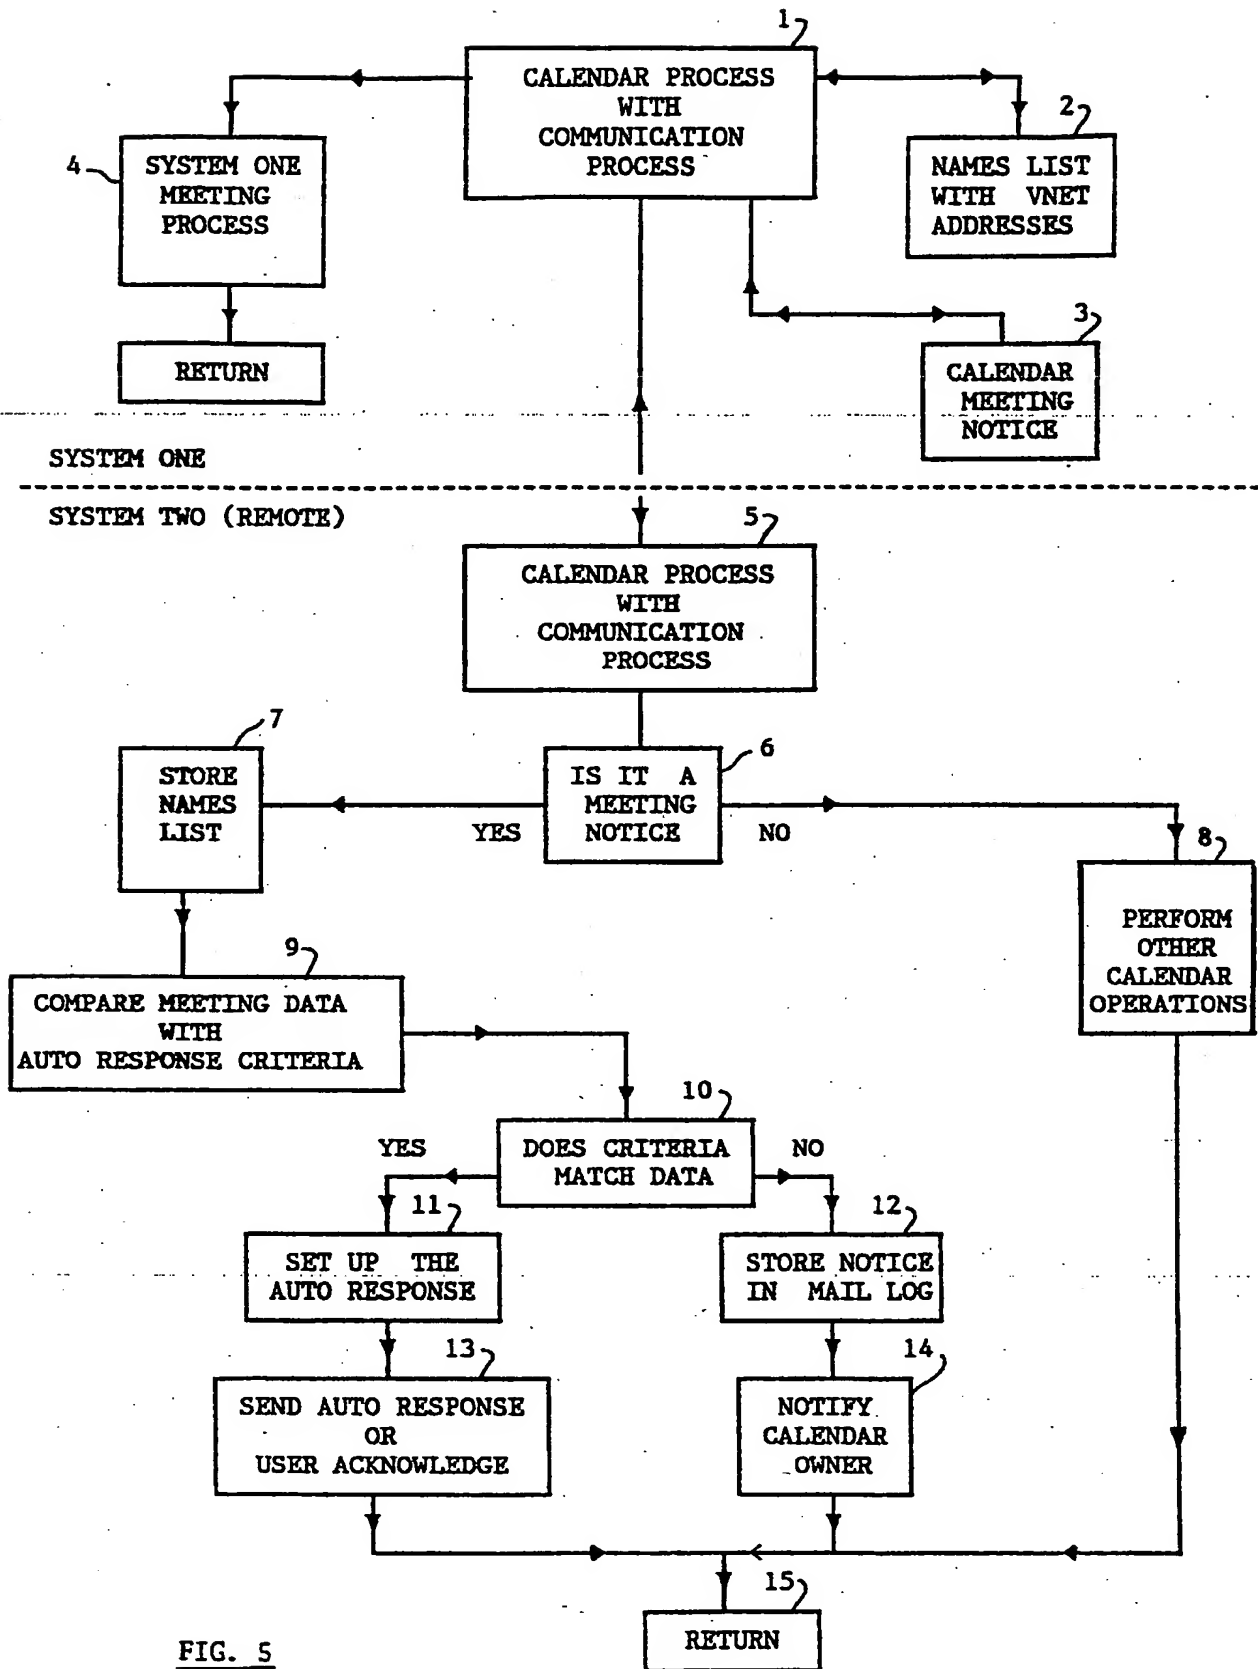 1
CALENDAR PROCESS
WITH
COMMUNICATION
PROCESS
2
NAMES LIST
WITH VNET
ADDRESSES
4
SYSTEM ONE
MEETING
PROCESS
RETURN
3
CALENDAR
MEETING
NOTICE
SYSTEM ONE
SYSTEM TWO (REMOTE)
5
CALENDAR PROCESS
WITH
COMMUNICATION
PROCESS
7
STORE
NAMES
LIST
6
IS IT A
MEETING
NOTICE
YES
NO
8
PERFORM
OTHER
CALENDAR
OPERATIONS
9
COMPARE MEETING DATA
WITH
AUTO RESPONSE CRITERIA
10
DOES CRITERIA
MATCH DATA
YES
NO
11
SET UP THE
AUTO RESPONSE
12
STORE NOTICE
IN MAIL LOG
13
SEND AUTO RESPONSE
OR
USER ACKNOWLEDGE
14
NOTIFY
CALENDAR
OWNER
15
RETURN
FIG. 5